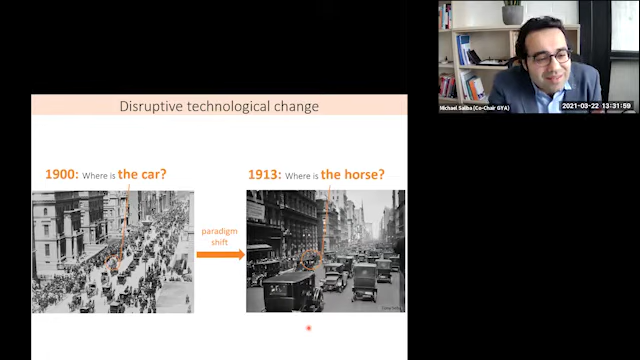 Michael Saliba (Co-Chair GYA)
2021-03-22 13:31:59
Disruptive technological change
1900: Where is the car?
1913: Where is the horse?
paradigm
shift